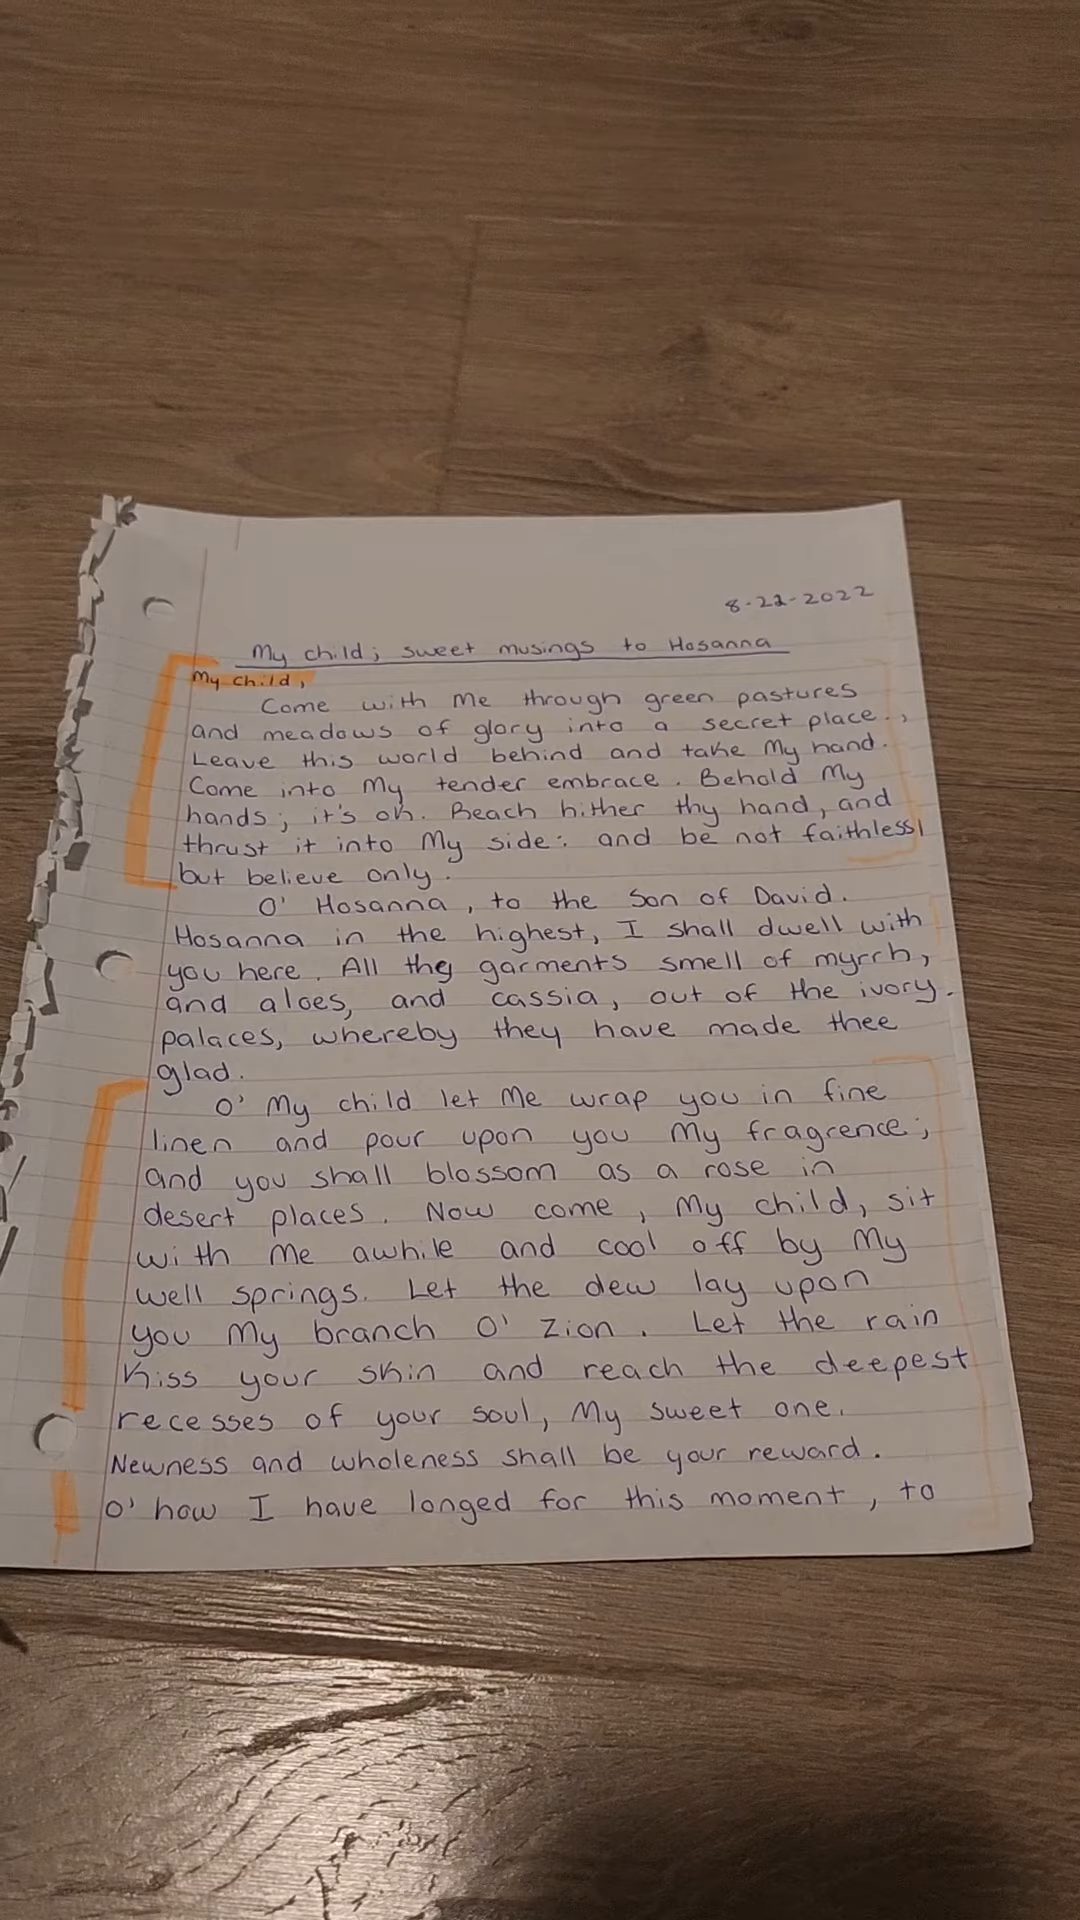 8-22-2022
My child; sweet musings to Hosanna
My child,
Come with Me through green pastures
and meadows of glory into a secret place.,
Leave this world behind and take My hand.
Come into My tender embrace. Behold My
hands; it's oh. Reach hither thy hand, and
thrust it into My side: and be not faithless
but believe only.
O' Hosanna, to the Son of David.
Hosanna in the highest, I shall dwell with
you here. All thy garments smell of myrrh,
and aloes, and cassia, out of the ivory
palaces, whereby they have made thee
glad.
O' My child let Me wrap you in fine
linen and pour upon you My fragrence;
and you shall blossom as a rose in
desert places. Now come, My child, sit
with Me awhile and cool off by My
well springs. Let the dew lay upon
you My branch O' Zion. Let the rain
Kiss your skin and reach the deepest
recesses of your soul, My sweet one.
Newness and wholeness shall be your reward.
O' how I have longed for this moment, to